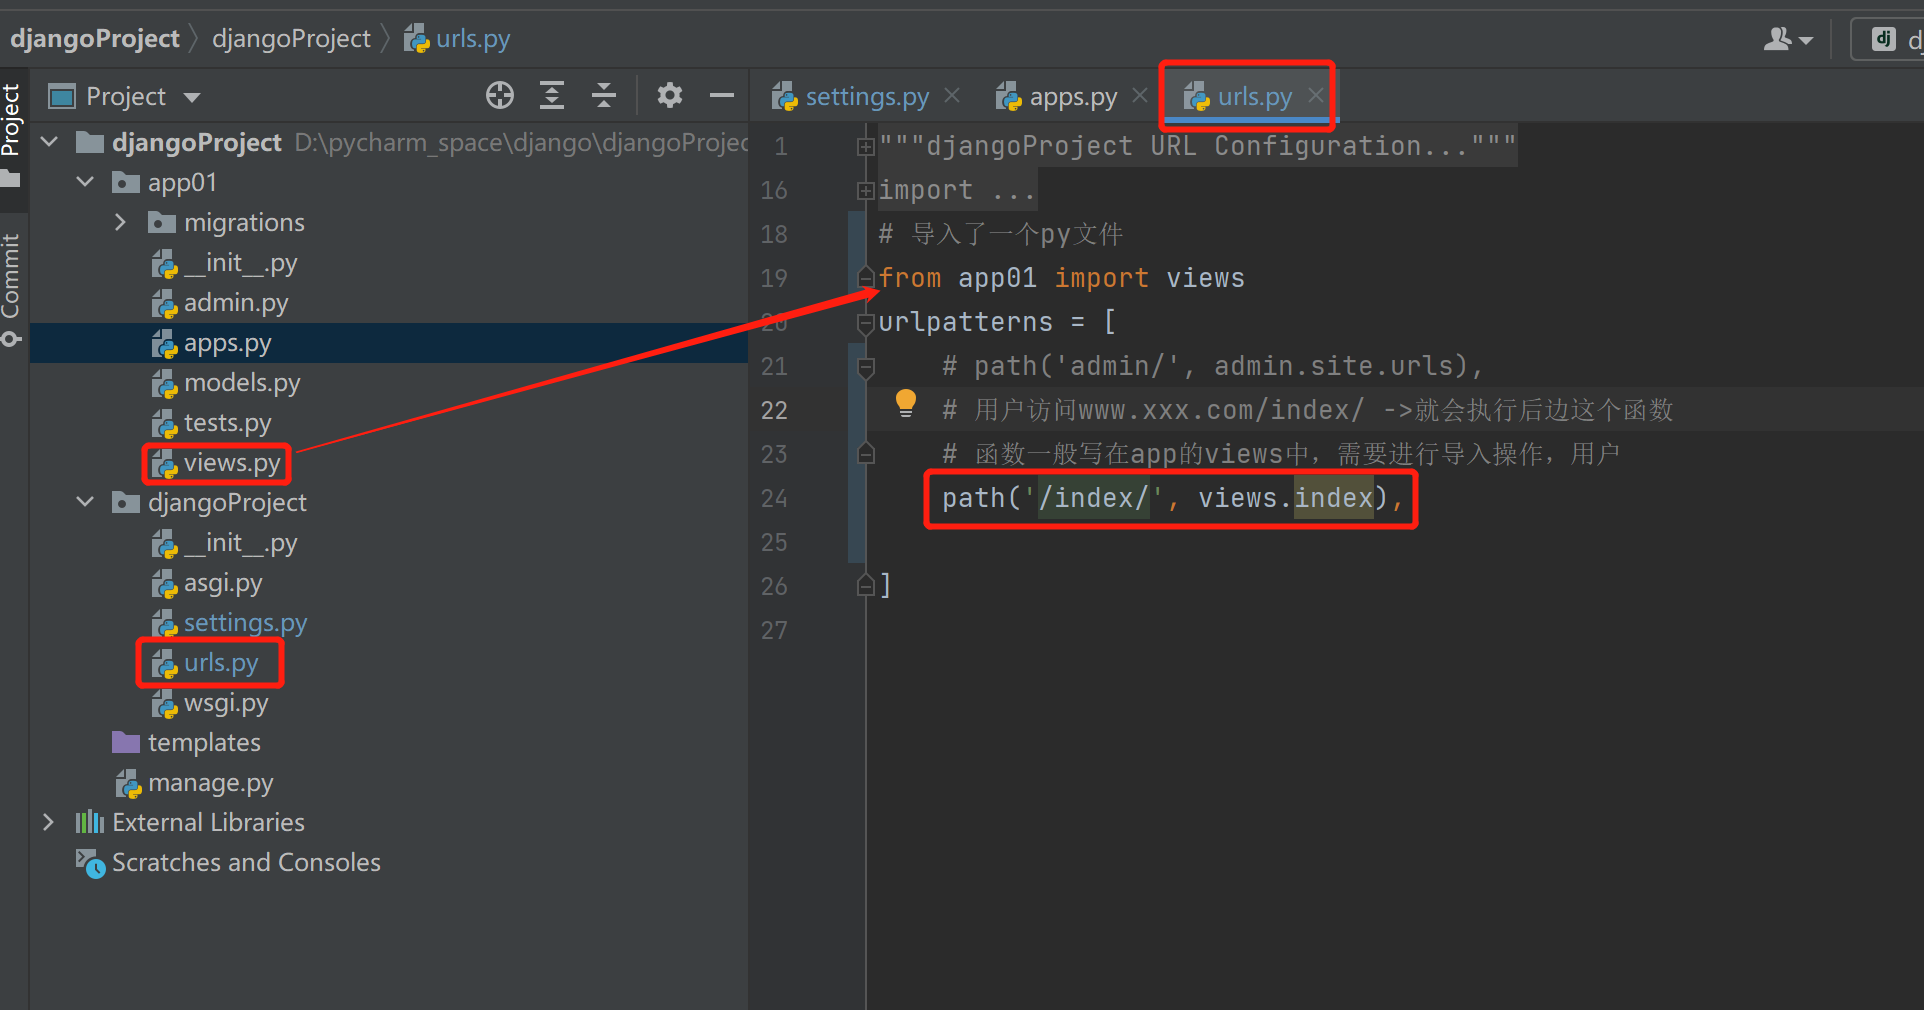 djangoProject djangoProject urls.py
Project
settings.py apps.py urls.py
Project
Commit
djangoProject D:\pycharm_space\django\djangoProjec
app01
migrations
__init__.py
admin.py
apps.py
models.py
tests.py
views.py
djangoProject
__init__.py
asgi.py
settings.py
urls.py
wsgi.py
templates
manage.py
External Libraries
Scratches and Consoles
1 """djangoProject URL Configuration..."""
16 import ...
18 # 导入了一个py文件
19 from app01 import views
20 urlpatterns = [
21 # path('admin/', admin.site.urls),
22 # 用户访问www.xxx.com/index/ ->就会执行后边这个函数
23 # 函数一般写在app的views中，需要进行导入操作，用户
24 path('/index/', views.index),
25
26 ]
27
dj